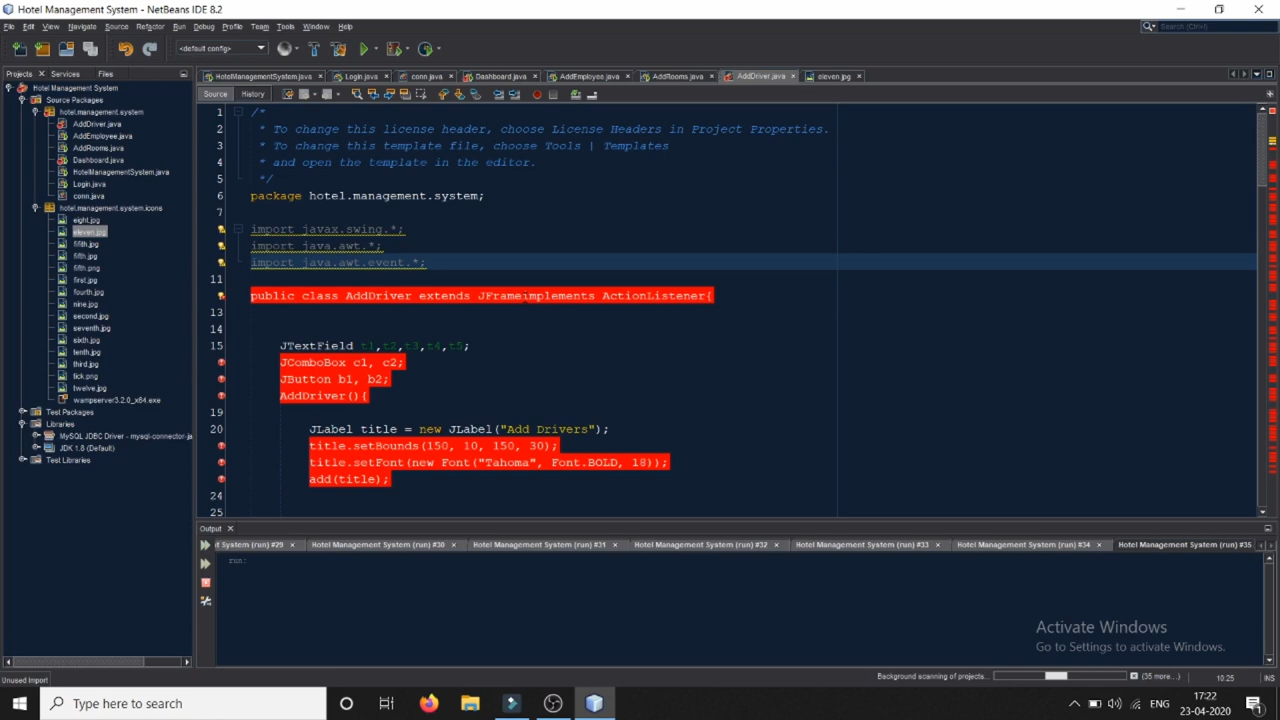 Hotel Management System - NetBeans IDE 8.2
File Edit View Navigate Source Refactor Run Debug Profile Team Tools Window Help
Search (Ctrl+I)
<default config>
Projects Services Files
HotelManagementSystem.java Login.java conn.java Dashboard.java AddEmployee.java AddRooms.java AddDriver.java eleven.jpg
Source History
Hotel Management System
Source Packages
hotel.management.system
AddDriver.java
AddEmployee.java
AddRooms.java
Dashboard.java
HotelManagementSystem.java
Login.java
conn.java
hotel.management.system.icons
eight.jpg
eleven.jpg
fiifth.jpg
fifth.jpg
fifth.png
first.jpg
fourth.jpg
nine.jpg
second.jpg
seventh.jpg
sixth.jpg
tenth.jpg
third.jpg
tick.png
twelve.jpg
wampserver3.2.0_x64.exe
Test Packages
Libraries
MySQL JDBC Driver - mysql-connector-ja
JDK 1.8 (Default)
Test Libraries
1 /*
2 * To change this license header, choose License Headers in Project Properties.
3 * To change this template file, choose Tools | Templates
4 * and open the template in the editor.
5 */
6 package hotel.management.system;
7
import javax.swing.*;
import java.awt.*;
import java.awt.event.*;
11
public class AddDriver extends JFrameimplements ActionListener{
13
14
15 JTextField t1,t2,t3,t4,t5;
JComboBox c1, c2;
JButton b1, b2;
AddDriver(){
19
20 JLabel title = new JLabel("Add Drivers");
title.setBounds(150, 10, 150, 30);
title.setFont(new Font("Tahoma", Font.BOLD, 18));
add(title);
24
25
Output
t System (run) #29 Hotel Management System (run) #30 Hotel Management System (run) #31 Hotel Management System (run) #32 Hotel Management System (run) #33 Hotel Management System (run) #34 Hotel Management System (run) #35
run:
Activate Windows
Go to Settings to activate Windows.
Unused Import
Background scanning of projects... (35 more...) 10:25 INS
Type here to search
ENG
17:22
23-04-2020
1